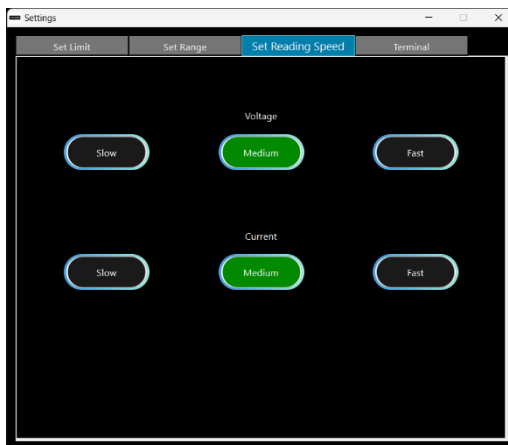 Settings
Set Limit Set Range Set Reading Speed Terminal
Voltage
Slow Medium Fast
Current
Slow Medium Fast